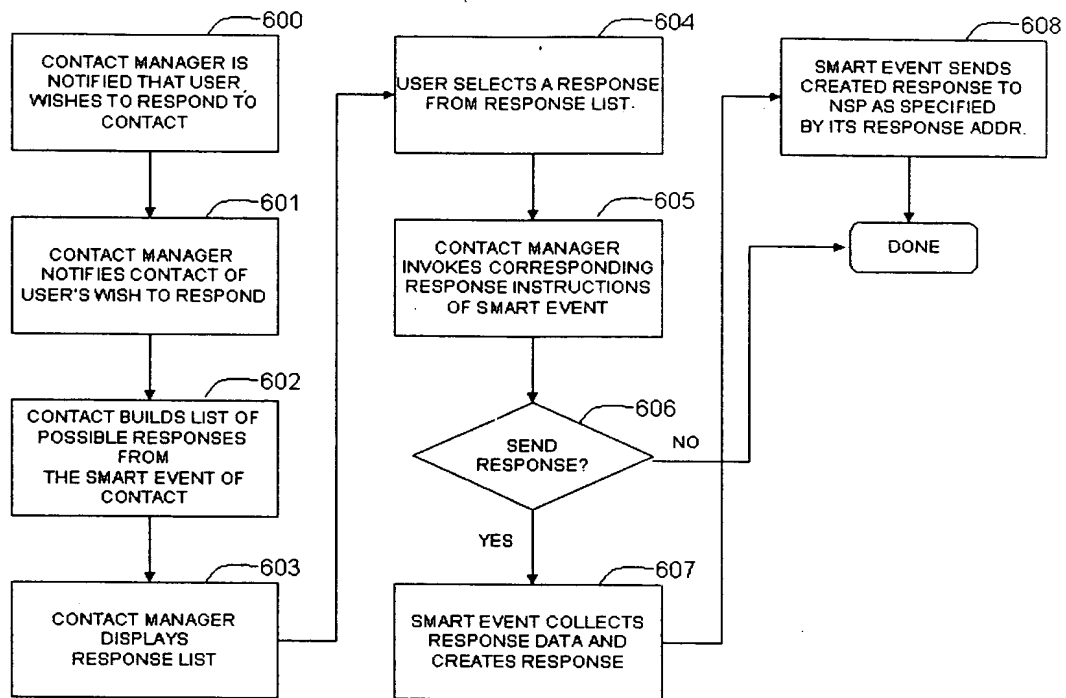 600
CONTACT MANAGER IS
NOTIFIED THAT USER
WISHES TO RESPOND TO
CONTACT
601
CONTACT MANAGER
NOTIFIES CONTACT OF
USER'S WISH TO RESPOND
602
CONTACT BUILDS LIST OF
POSSIBLE RESPONSES
FROM
THE SMART EVENT OF
CONTACT
603
CONTACT MANAGER
DISPLAYS
RESPONSE LIST
604
USER SELECTS A RESPONSE
FROM RESPONSE LIST.
605
CONTACT MANAGER
INVOKES CORRESPONDING
RESPONSE INSTRUCTIONS
OF SMART EVENT
606
SEND
RESPONSE?
NO
YES
607
SMART EVENT COLLECTS
RESPONSE DATA AND
CREATES RESPONSE
608
SMART EVENT SENDS
CREATED RESPONSE TO
NSP AS SPECIFIED
BY ITS RESPONSE ADDR.
DONE